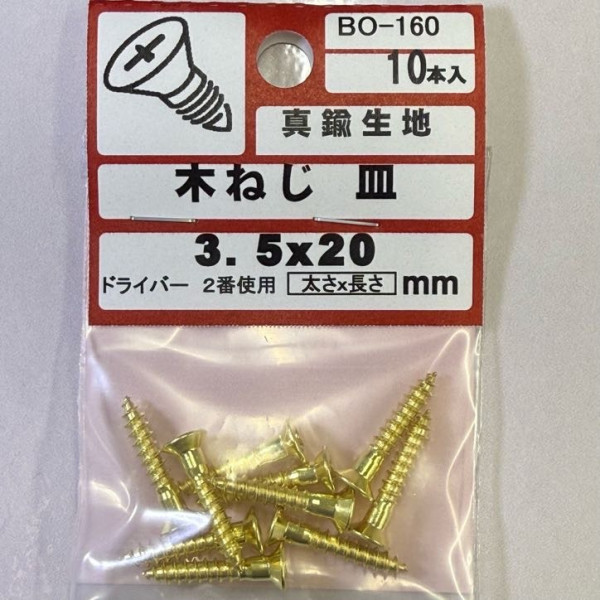 BO-160
10本入
真鍮生地
木ねじ 皿
3.5x20
ドライバー 2番使用 太さx長さ mm